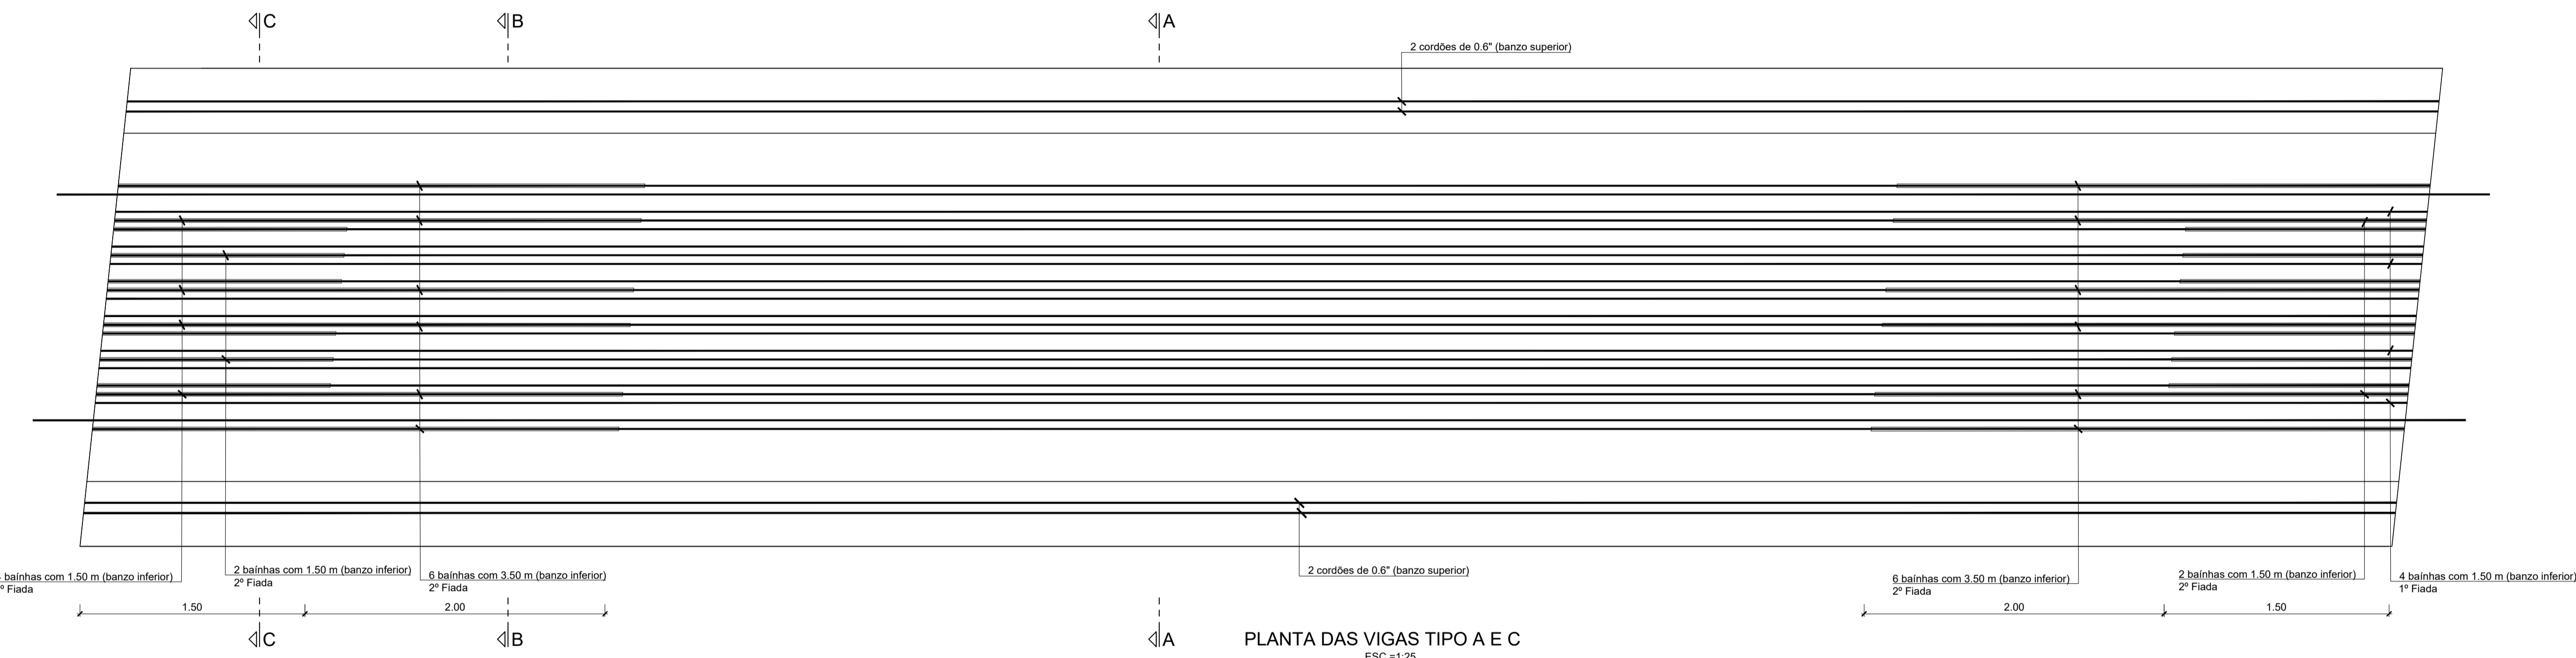 C
B
A
2 cordões de 0.6" (banzo superior)
baínhas com 1.50 m (banzo inferior)
º Fiada
2 baínhas com 1.50 m (banzo inferior)
2º Fiada
6 baínhas com 3.50 m (banzo inferior)
2º Fiada
2 cordões de 0.6" (banzo superior)
6 baínhas com 3.50 m (banzo inferior)
2º Fiada
2 baínhas com 1.50 m (banzo inferior)
2º Fiada
4 baínhas com 1.50 m (banzo inferior)
1º Fiada
1.50
2.00
2.00
1.50
C
B
A
PLANTA DAS VIGAS TIPO A E C
ESC.=1:25